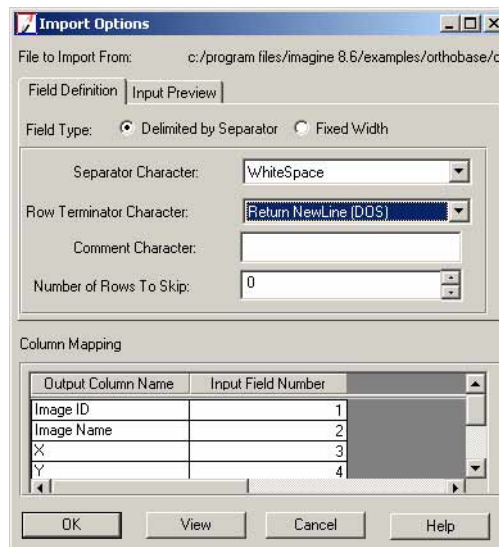 Import Options
File to Import From: c:/program files/imagine 8.6/examples/orthobase/
Field Definition Input Preview
Field Type: Delimited by Separator Fixed Width
Separator Character: WhiteSpace
Row Terminator Character: Return NewLine (DOS)
Comment Character:
Number of Rows To Skip: 0
Column Mapping
Output Column Name Input Field Number
Image ID 1
Image Name 2
X 3
Y 4
OK View Cancel Help